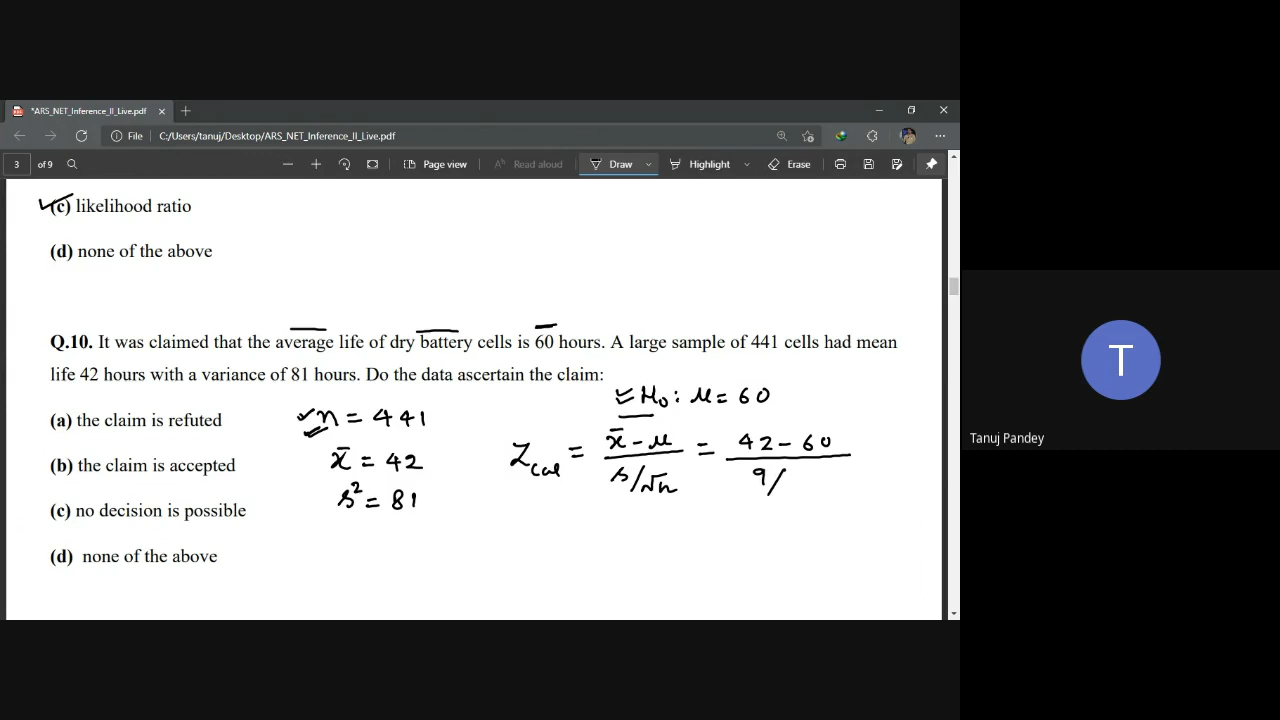 *ARS_NET_Inference_II_Live.pdf
File C:/Users/tanuj/Desktop/ARS_NET_Inference_II_Live.pdf
3 of 9 Page view Read aloud Draw Highlight Erase
(c) likelihood ratio
(d) none of the above
Q.10. It was claimed that the average life of dry battery cells is 60 hours. A large sample of 441 cells had mean
life 42 hours with a variance of 81 hours. Do the data ascertain the claim:
H₀ : μ = 60
(a) the claim is refuted
n = 441
Z_cal = x̄ - μ / s/√n = 42 - 60 / 9/
(b) the claim is accepted
x̄ = 42
s² = 81
(c) no decision is possible
(d) none of the above
T
Tanuj Pandey